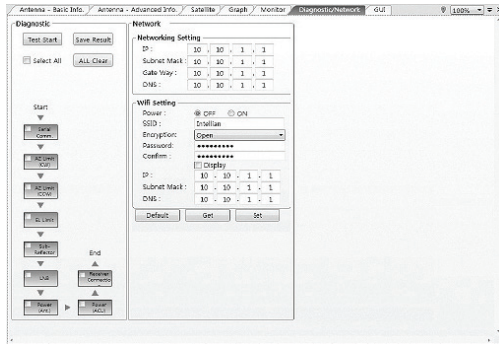 Antenna - Basic Info. Antenna - Advanced Info. Satellite Graph Monitor Diagnostic/Network GUI 100%
Diagnostic
Test Start Save Result
Select All ALL Clear
Start
Serial Comm.
AZ Limit (CW)
AZ Limit (CCW)
EL Limit
Sub-Reflector
LNB
Power (Ant.)
Power (ACU)
Receiver Connection
End
Network
Networking Setting
IP : 10 . 10 . 1 . 1
Subnet Mask : 10 . 10 . 1 . 1
Gate Way : 10 . 10 . 1 . 1
DNS : 10 . 10 . 1 . 1
Wifi Setting
Power : OFF ON
SSID : Intellian
Encryption: Open
Password: •••••••••
Confirm : •••••••••
Display
IP : 10 . 10 . 1 . 1
Subnet Mask : 10 . 10 . 1 . 1
DNS : 10 . 10 . 1 . 1
Default Get Set